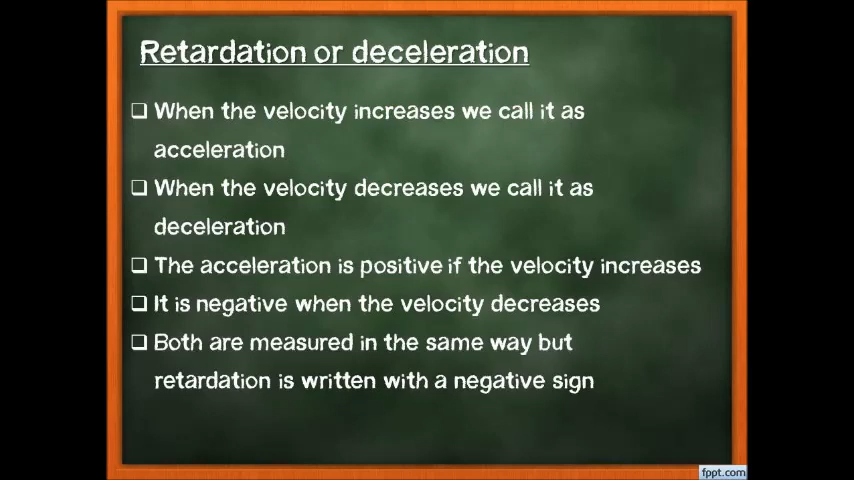 Retardation or deceleration
❑ When the velocity increases we call it as
acceleration
❑ When the velocity decreases we call it as
deceleration
❑ The acceleration is positive if the velocity increases
❑ It is negative when the velocity decreases
❑ Both are measured in the same way but
retardation is written with a negative sign
fppt.com